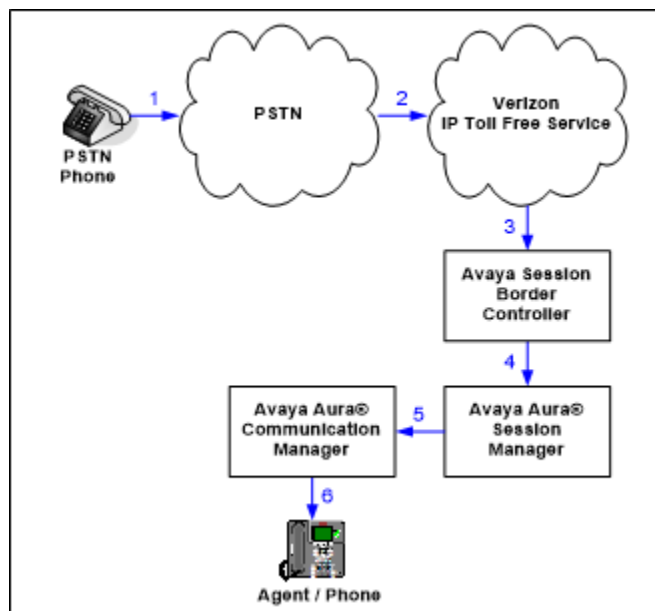 1
2
PSTN
Verizon
IP Toll Free Service
PSTN
Phone
3
Avaya Session
Border
Controller
4
Avaya Aura®
Communication
Manager
5
Avaya Aura®
Session
Manager
6
Agent / Phone